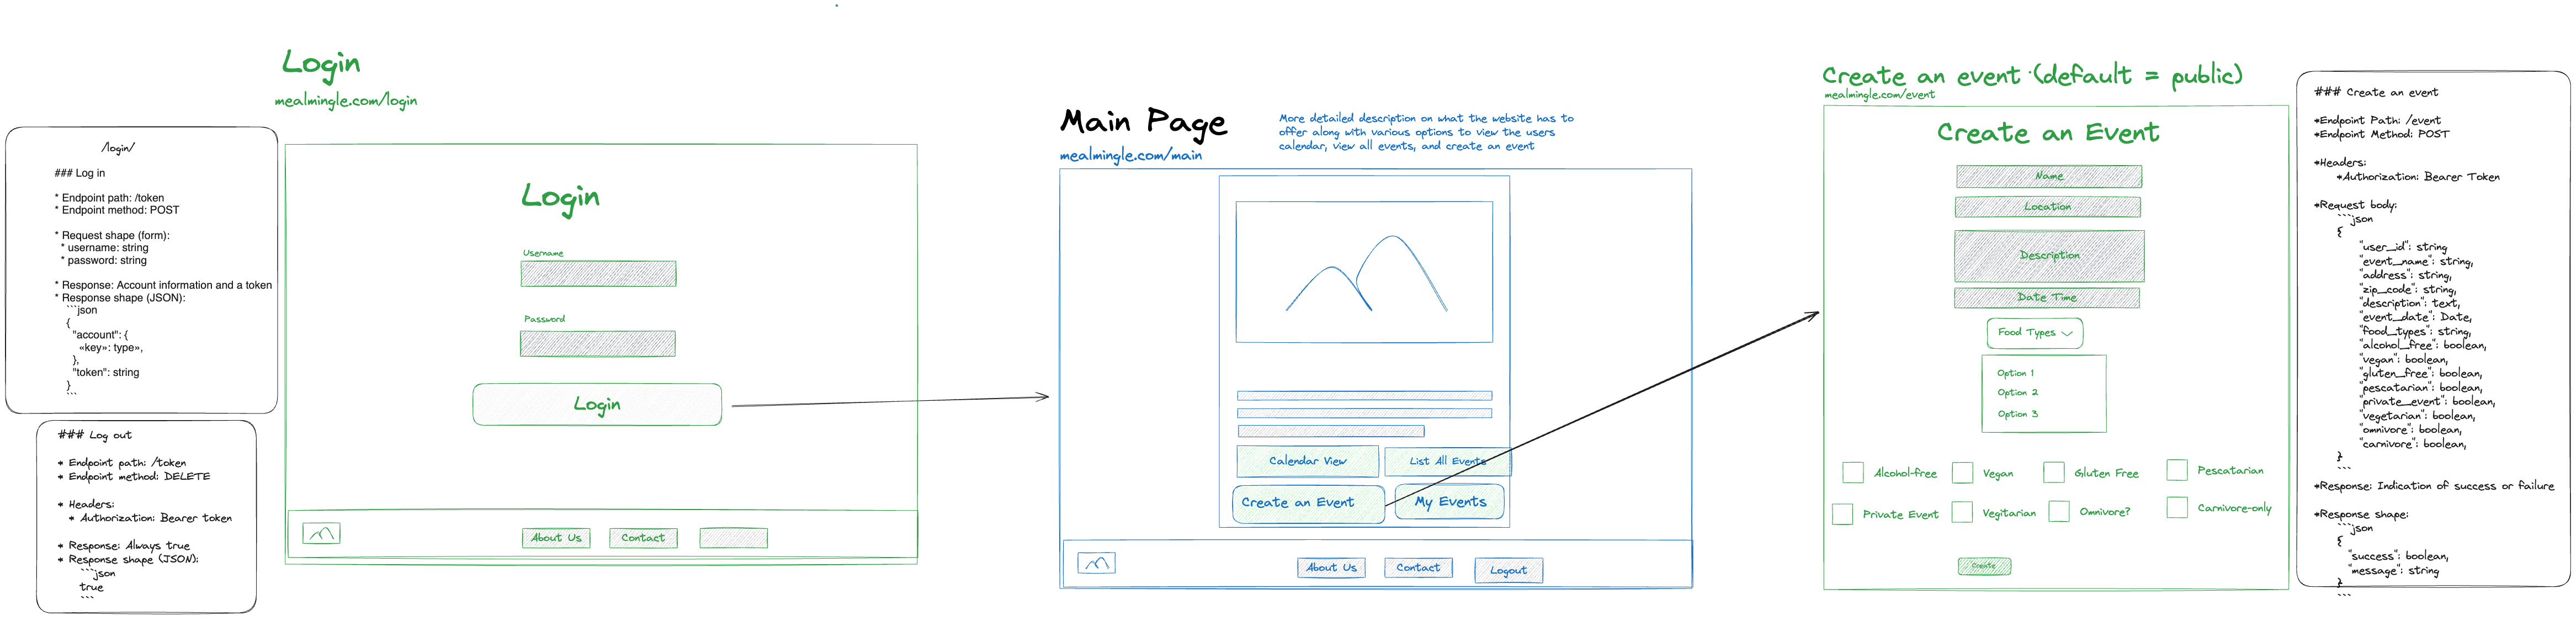 Login
mealmingle.com/login
/login/
### Log in
* Endpoint path: /token
* Endpoint method: POST
* Request shape (form):
* username: string
* password: string
* Response: Account information and a token
* Response shape (JSON):
```json
{
"account": {
«key»: type»,
},
"token": string
}
```
### Log out
* Endpoint path: /token
* Endpoint method: DELETE
* Headers:
* Authorization: Bearer token
* Response: Always true
* Response shape (JSON):
```json
true
```
Login
Username
Password
Login
About Us
Contact
Main Page
mealmingle.com/main
More detailed description on what the website has to
offer along with various options to view the users
calendar, view all events, and create an event
Calendar View
List All Events
Create an Event
My Events
About Us
Contact
Logout
Create an event (default = public)
mealmingle.com/event
Create an Event
Name
Location
Description
Date Time
Food Types
Option 1
Option 2
Option 3
Alcohol-free
Vegan
Gluten Free
Pescatarian
Private Event
Vegitarian
Omnivore?
Carnivore-only
Create
### Create an event
*Endpoint Path: /event
*Endpoint Method: POST
*Headers:
*Authorization: Bearer Token
*Request body:
```json
{
"user_id": string
"event_name": string,
"address": string,
"zip_code": string,
"description": text,
"event_date": Date,
"food_types": string,
"alcohol_free": boolean,
"vegan": boolean,
"gluten_free": boolean,
"pescatarian": boolean,
"private_event": boolean,
"vegetarian": boolean,
"omnivore": boolean,
"carnivore": boolean,
}
```
*Response: Indication of success or failure
*Response shape:
```json
{
"success": boolean,
"message": string
}
```